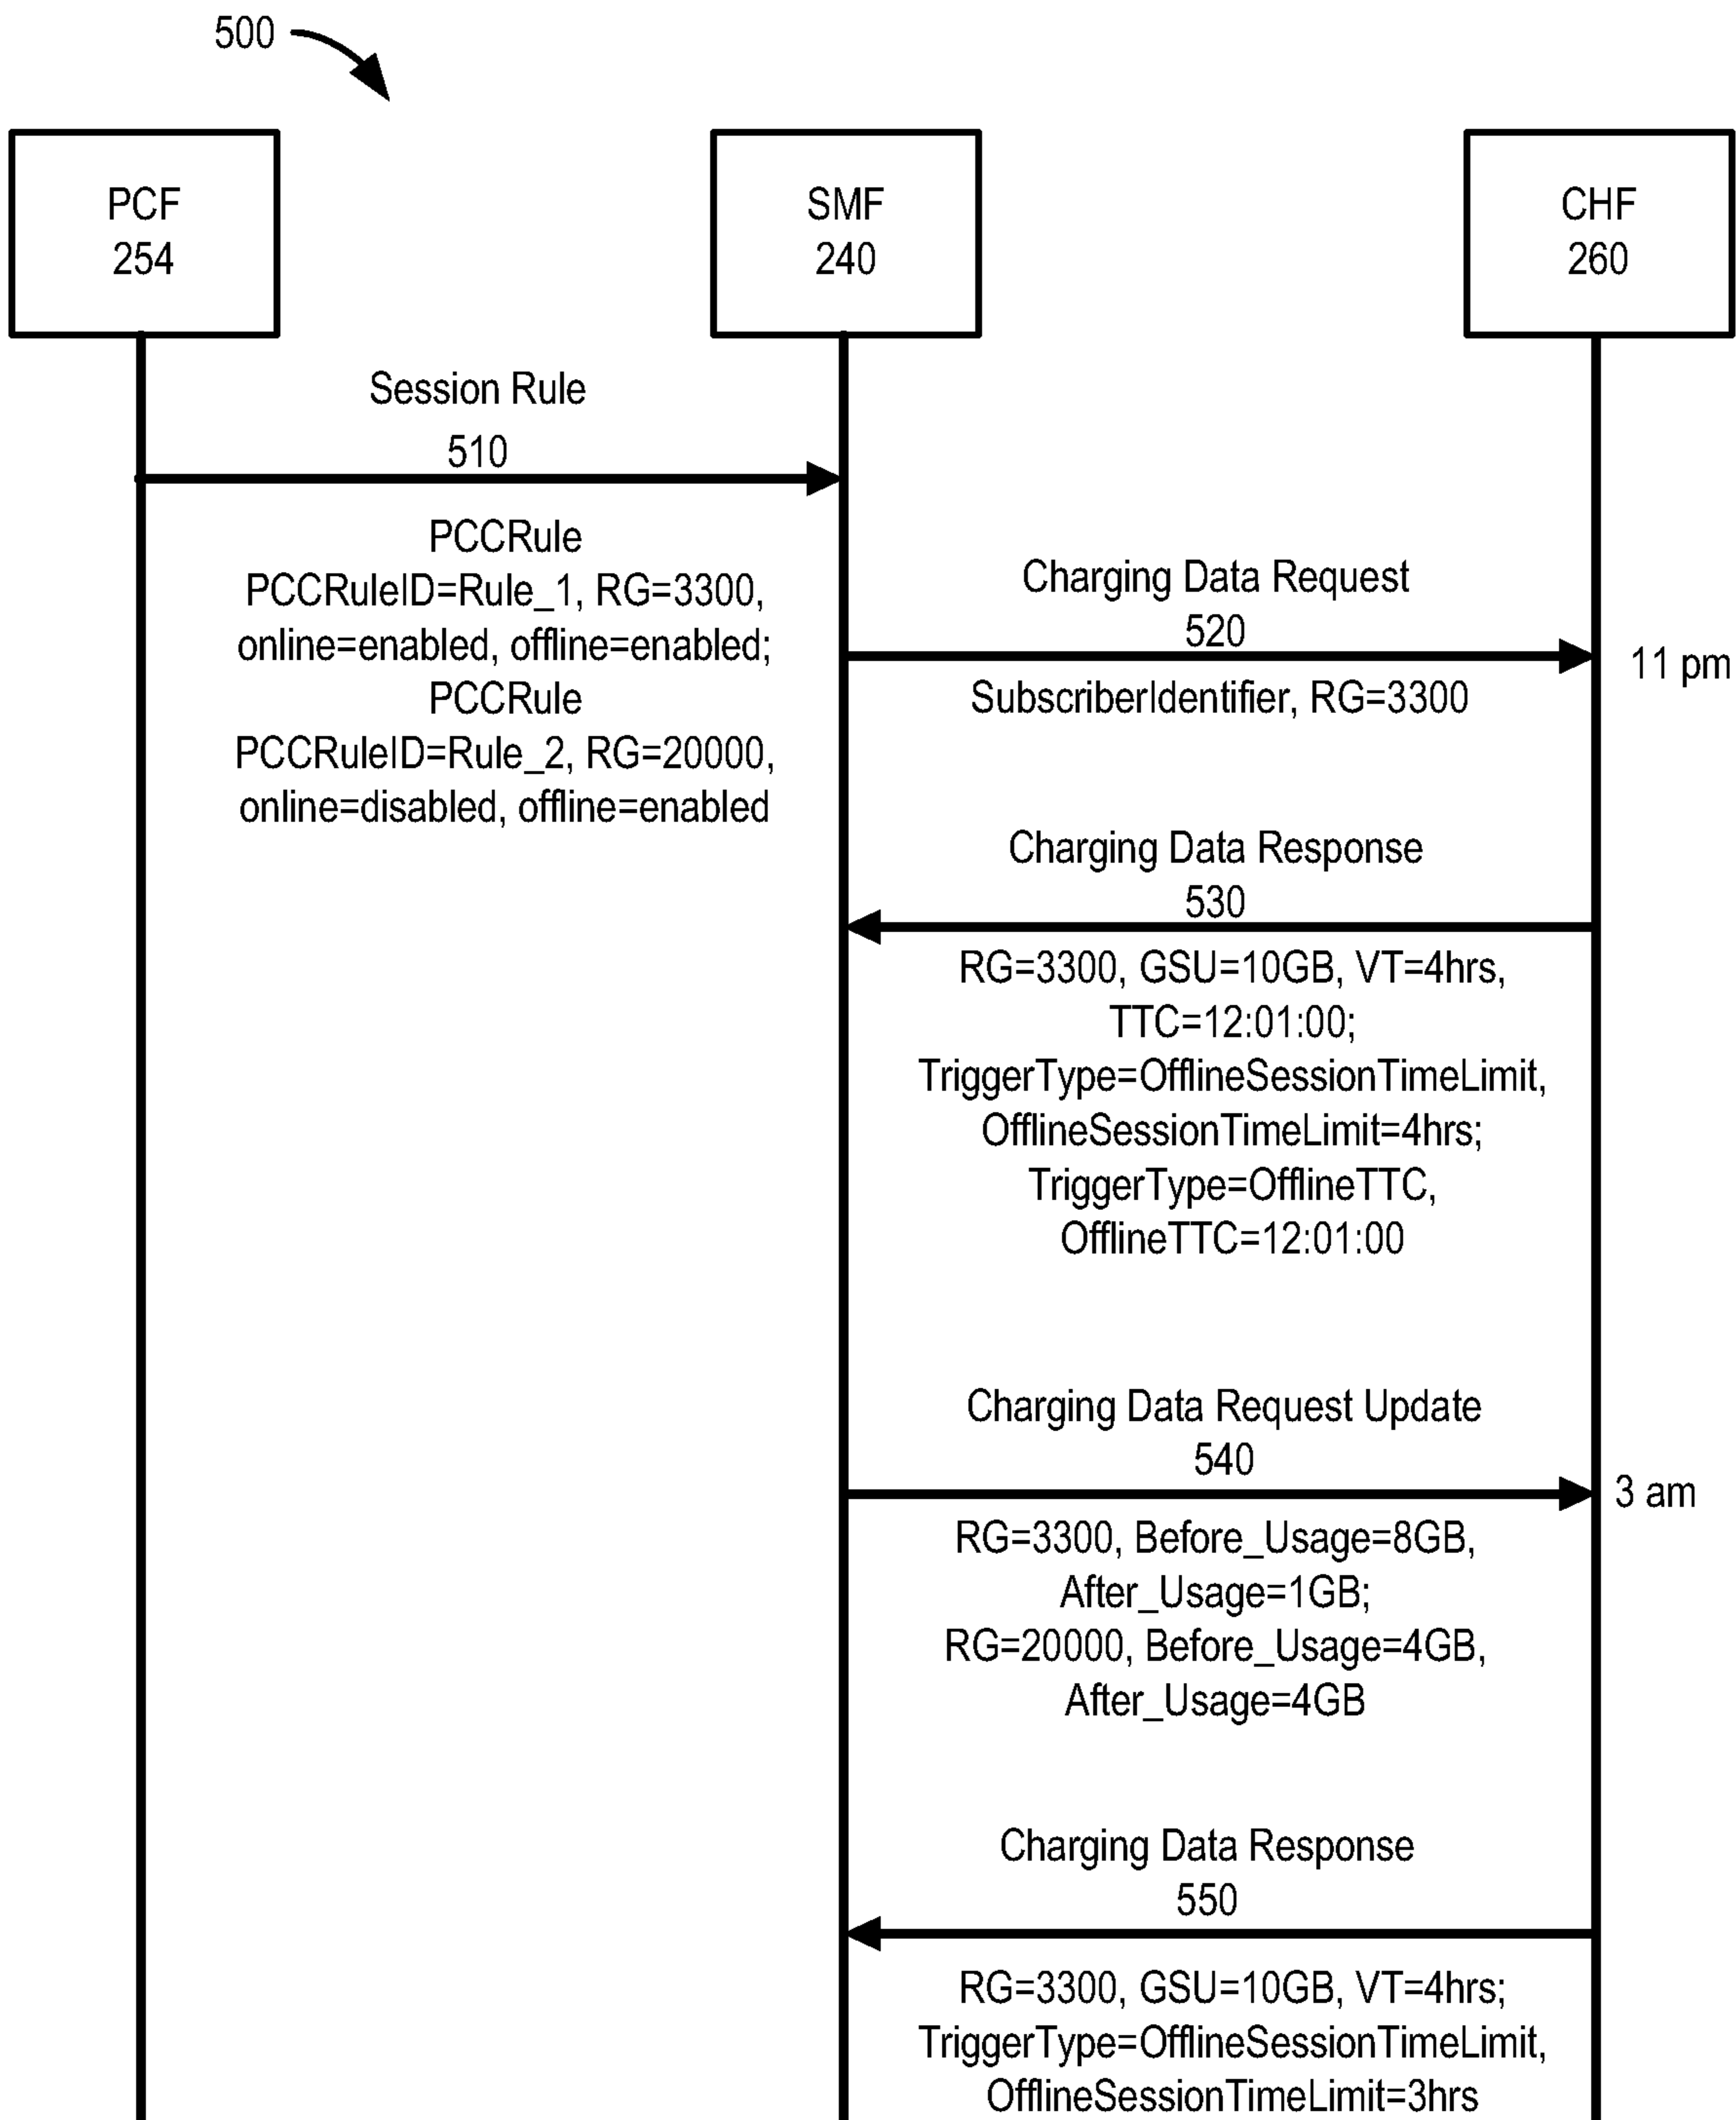 500
PCF
254
SMF
240
CHF
260
Session Rule
510
PCCRule
PCCRuleID=Rule_1, RG=3300,
online=enabled, offline=enabled;
PCCRule
PCCRuleID=Rule_2, RG=20000,
online=disabled, offline=enabled
Charging Data Request
520
11 pm
SubscriberIdentifier, RG=3300
Charging Data Response
530
RG=3300, GSU=10GB, VT=4hrs,
TTC=12:01:00;
TriggerType=OfflineSessionTimeLimit,
OfflineSessionTimeLimit=4hrs;
TriggerType=OfflineTTC,
OfflineTTC=12:01:00
Charging Data Request Update
540
3 am
RG=3300, Before_Usage=8GB,
After_Usage=1GB;
RG=20000, Before_Usage=4GB,
After_Usage=4GB
Charging Data Response
550
RG=3300, GSU=10GB, VT=4hrs;
TriggerType=OfflineSessionTimeLimit,
OfflineSessionTimeLimit=3hrs